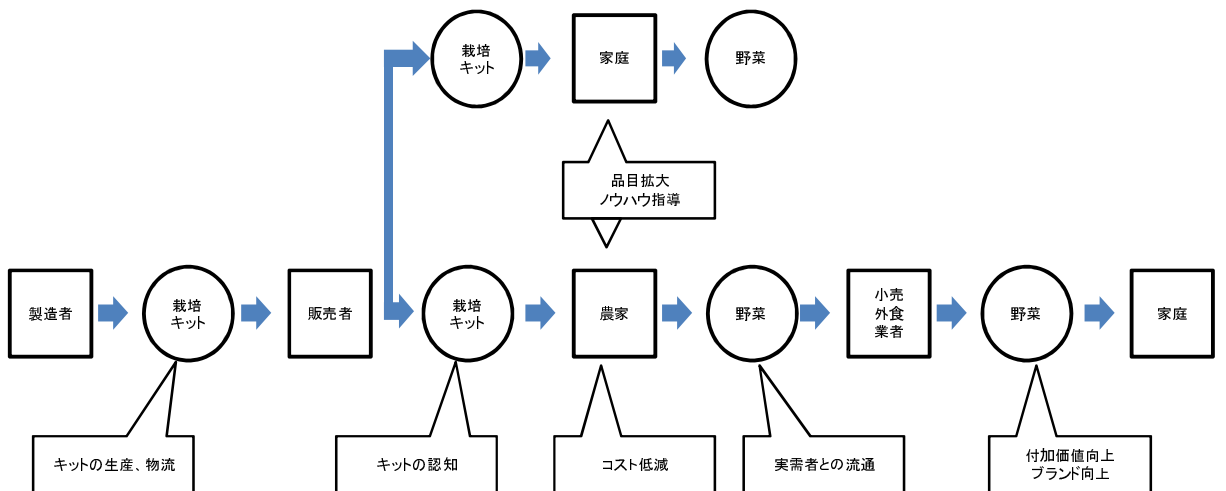 栽培
キット
家庭
野菜
品目拡大
ノウハウ指導
製造者
栽培
キット
販売者
栽培
キット
農家
野菜
小売
外食
業者
野菜
家庭
キットの生産、物流
キットの認知
コスト低減
実需者との流通
付加価値向上
ブランド向上